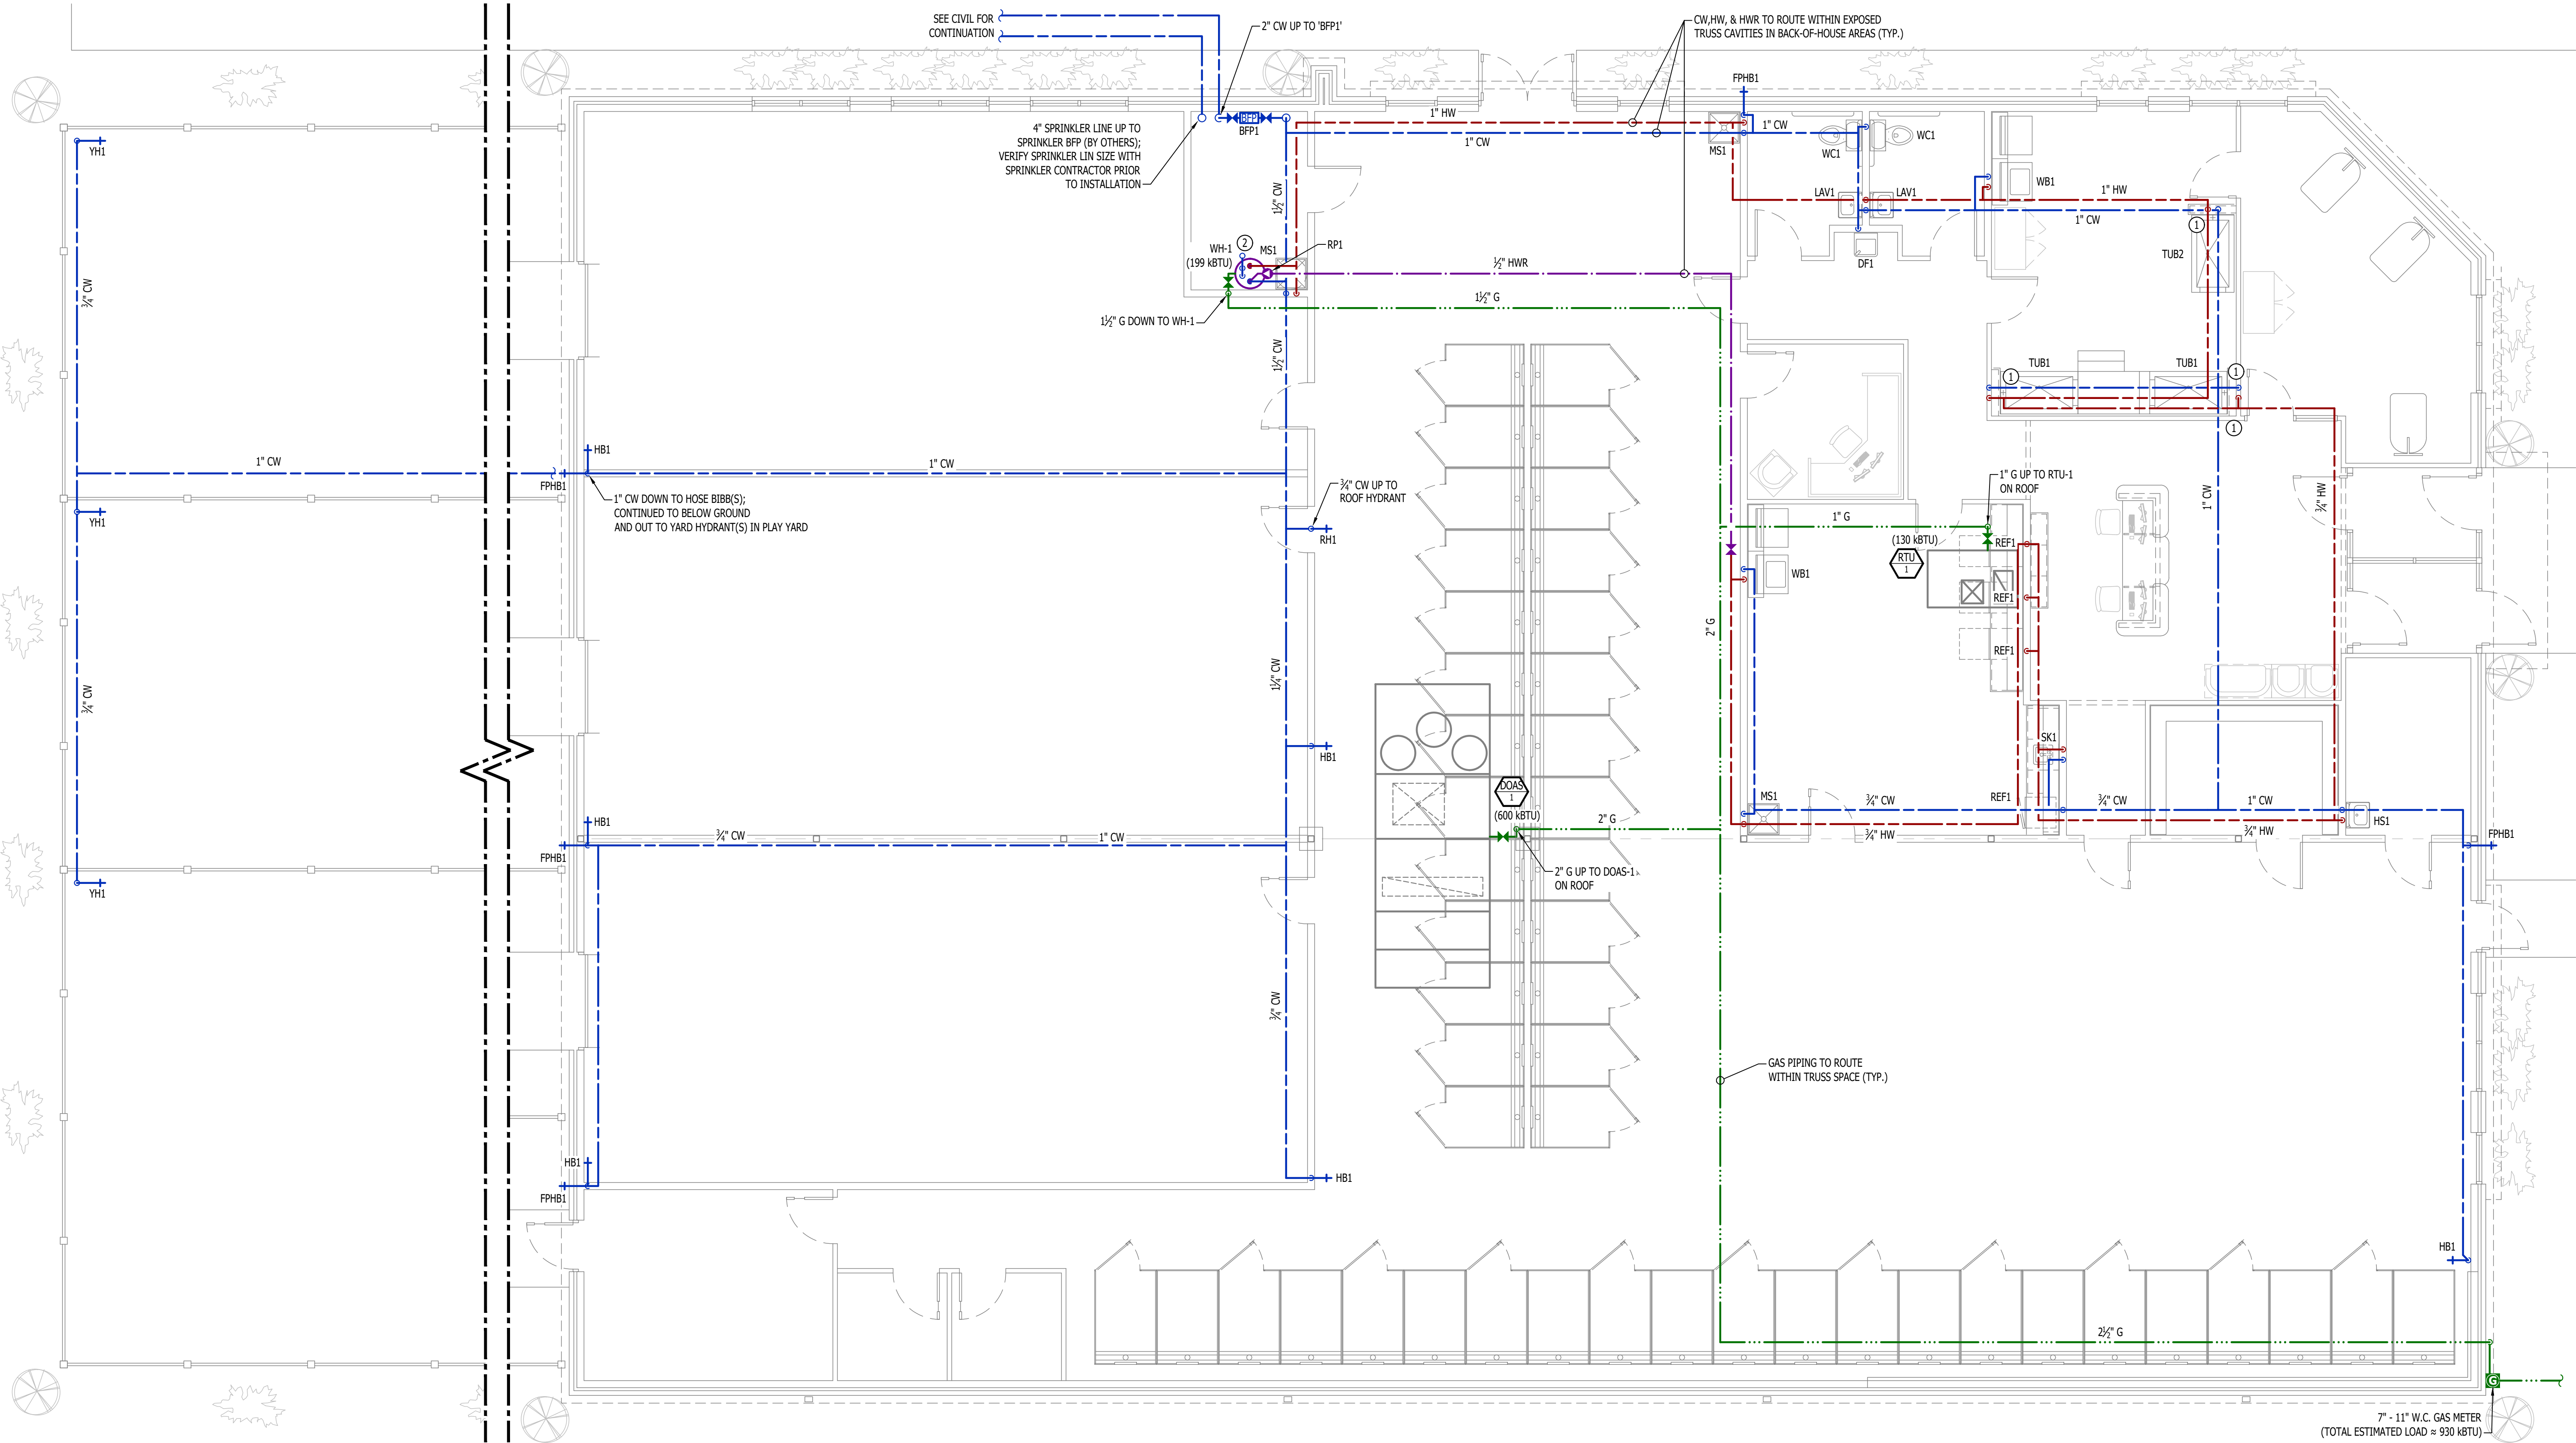 SEE CIVIL FOR
CONTINUATION
2" CW UP TO 'BFP1'
CW,HW, & HWR TO ROUTE WITHIN EXPOSED
TRUSS CAVITIES IN BACK-OF-HOUSE AREAS (TYP.)
FPHB1
4" SPRINKLER LINE UP TO
SPRINKLER BFP (BY OTHERS);
VERIFY SPRINKLER LIN SIZE WITH
SPRINKLER CONTRACTOR PRIOR
TO INSTALLATION
BFP
BFP1
1" HW
1" CW
MS1
1" CW
WC1
WC1
YH1
LAV1
LAV1
WB1
1" HW
1" CW
1½" CW
WH-1
(199 kBTU)
2
MS1
RP1
1
TUB2
DF1
½" HWR
1½" G
¾" CW
1½" G DOWN TO WH-1
1½" CW
TUB1
TUB1
1
1
1
1" CW
HB1
1" CW
FPHB1
1" CW DOWN TO HOSE BIBB(S);
CONTINUED TO BELOW GROUND
AND OUT TO YARD HYDRANT(S) IN PLAY YARD
¾" CW UP TO
ROOF HYDRANT
RH1
YH1
1" G UP TO RTU-1
ON ROOF
1" G
(130 kBTU)
RTU
1
REF1
REF1
REF1
WB1
1" CW
¾" HW
2" G
¾" CW
1¼" CW
HB1
SK1
DOAS
1
(600 kBTU)
2" G
MS1
¾" CW
REF1
¾" CW
1" CW
¾" HW
¾" HW
HS1
FPHB1
HB1
¾" CW
1" CW
FPHB1
YH1
2" G UP TO DOAS-1
ON ROOF
¾" CW
GAS PIPING TO ROUTE
WITHIN TRUSS SPACE (TYP.)
HB1
FPHB1
HB1
HB1
2½" G
G
7" - 11" W.C. GAS METER
(TOTAL ESTIMATED LOAD ≈ 930 kBTU)